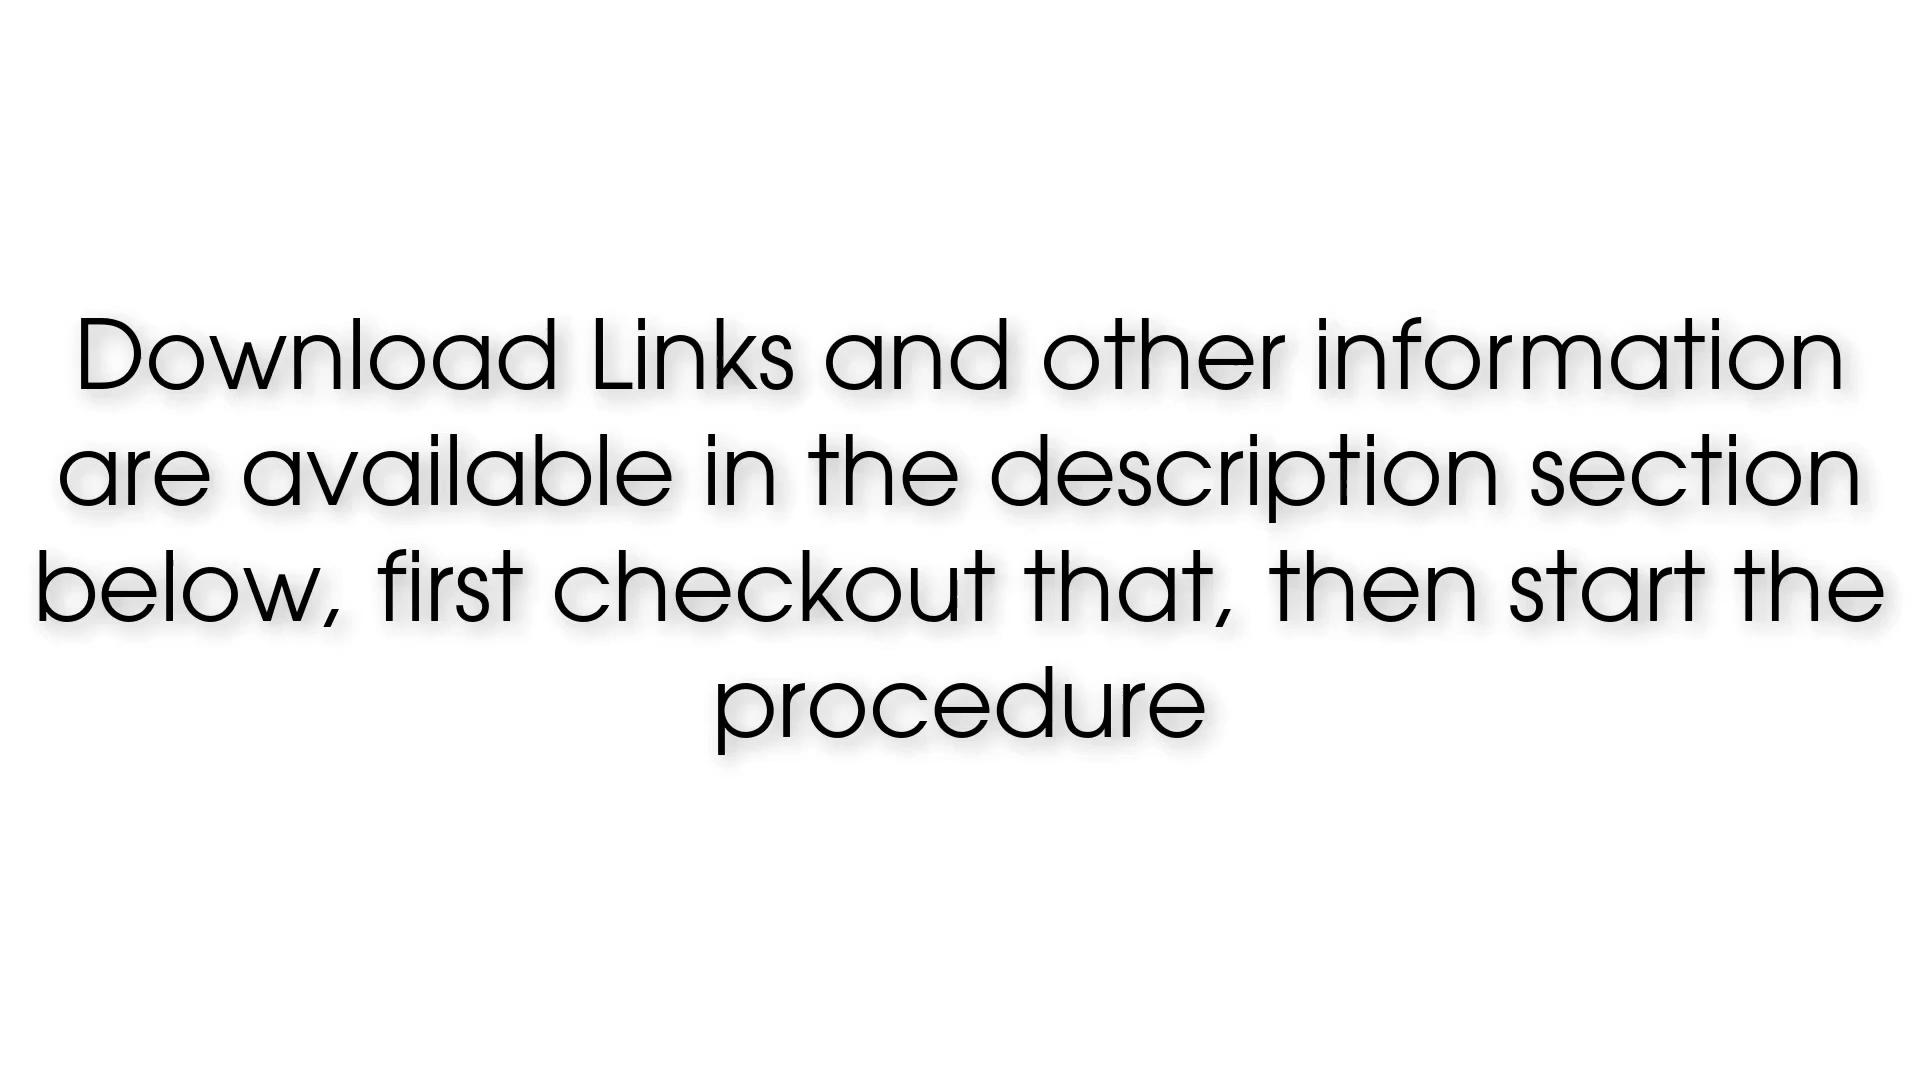 Download Links and other information
are available in the description section
below, first checkout that, then start the
procedure